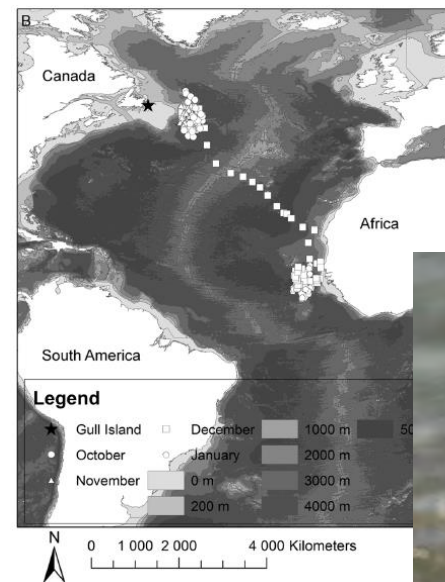 B
Canada
Africa
South America
Legend
Gull Island
October
November
December
January
0 m
200 m
1000 m
2000 m
3000 m
4000 m
50
N
0 1 000 2 000 4 000 Kilometers